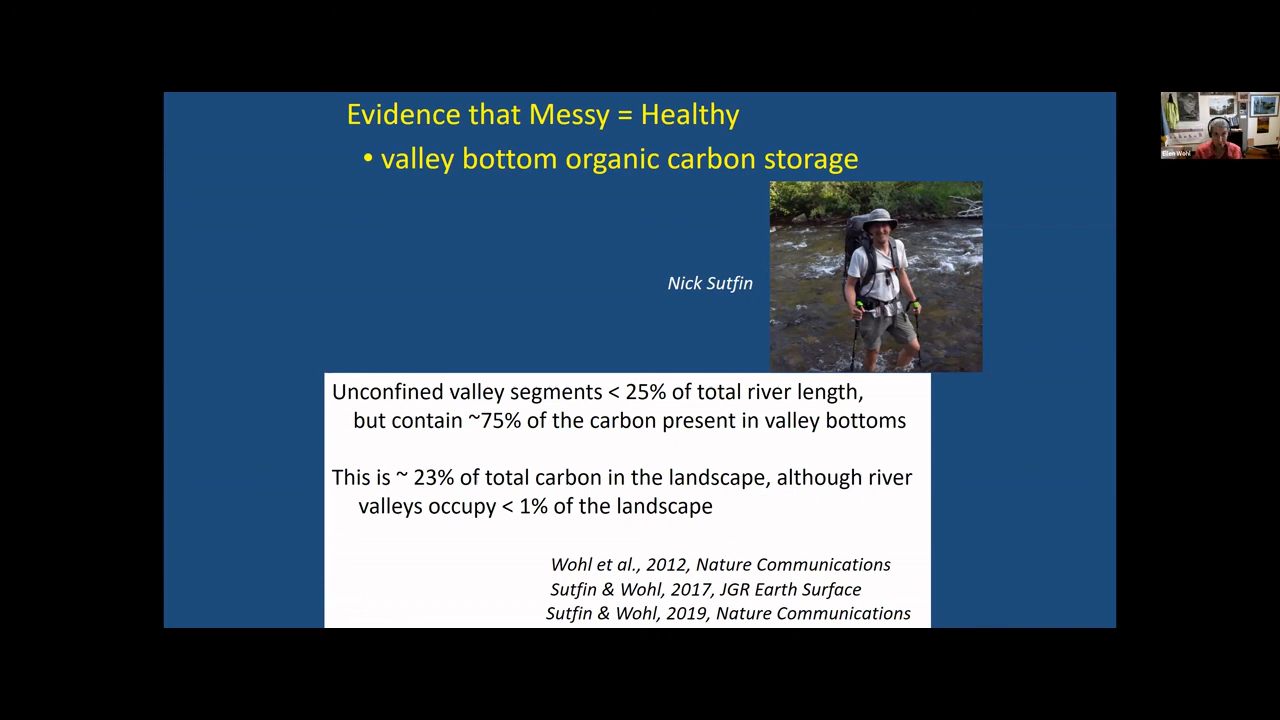 Evidence that Messy = Healthy
• valley bottom organic carbon storage
Nick Sutfin
Unconfined valley segments < 25% of total river length,
but contain ~75% of the carbon present in valley bottoms
This is ~ 23% of total carbon in the landscape, although river
valleys occupy < 1% of the landscape
Wohl et al., 2012, Nature Communications
Sutfin & Wohl, 2017, JGR Earth Surface
Sutfin & Wohl, 2019, Nature Communications
Ellen Wohl